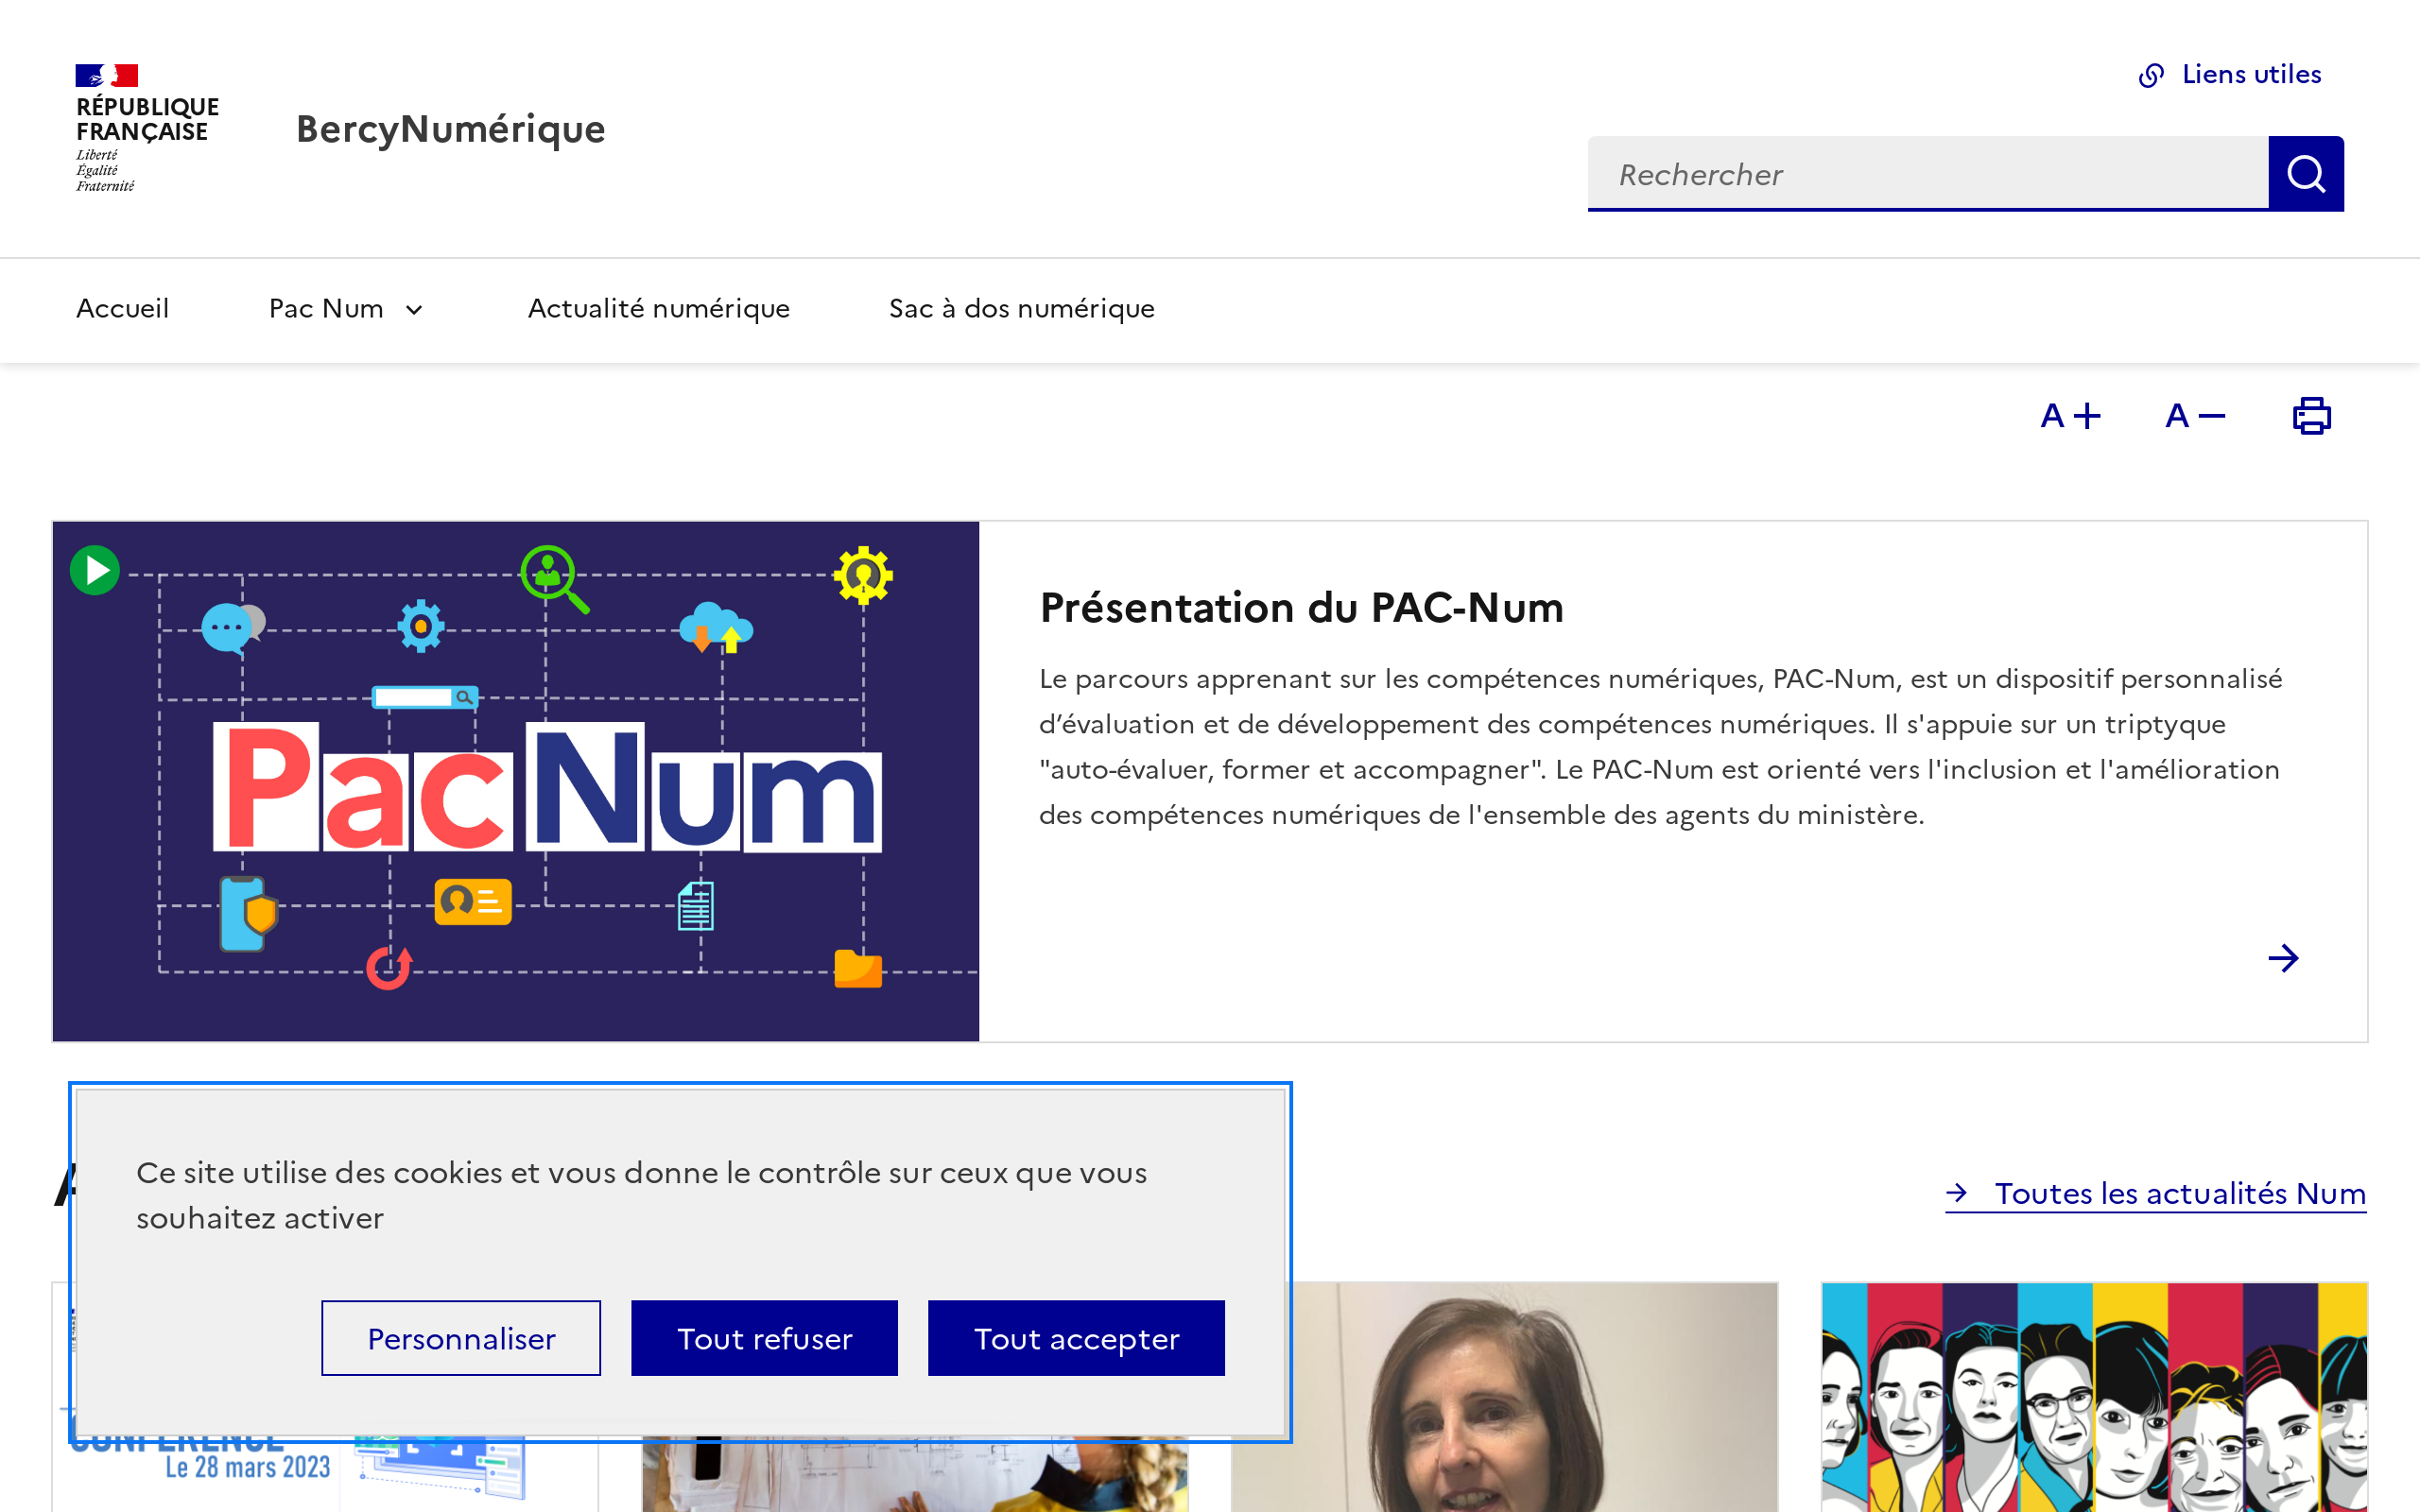 RÉPUBLIQUE
FRANÇAISE
Liberté
Égalité
Fraternité
BercyNumérique
Liens utiles
Rechercher
Accueil
Pac Num
Actualité numérique
Sac à dos numérique
A+
A−
Pac Num
Présentation du PAC-Num
Le parcours apprenant sur les compétences numériques, PAC-Num, est un dispositif personnalisé
d’évaluation et de développement des compétences numériques. Il s'appuie sur un triptyque
"auto-évaluer, former et accompagner". Le PAC-Num est orienté vers l'inclusion et l'amélioration
des compétences numériques de l'ensemble des agents du ministère.
Ce site utilise des cookies et vous donne le contrôle sur ceux que vous
souhaitez activer
Personnaliser
Tout refuser
Tout accepter
Toutes les actualités Num
CONFERENCE
Le 28 mars 2023